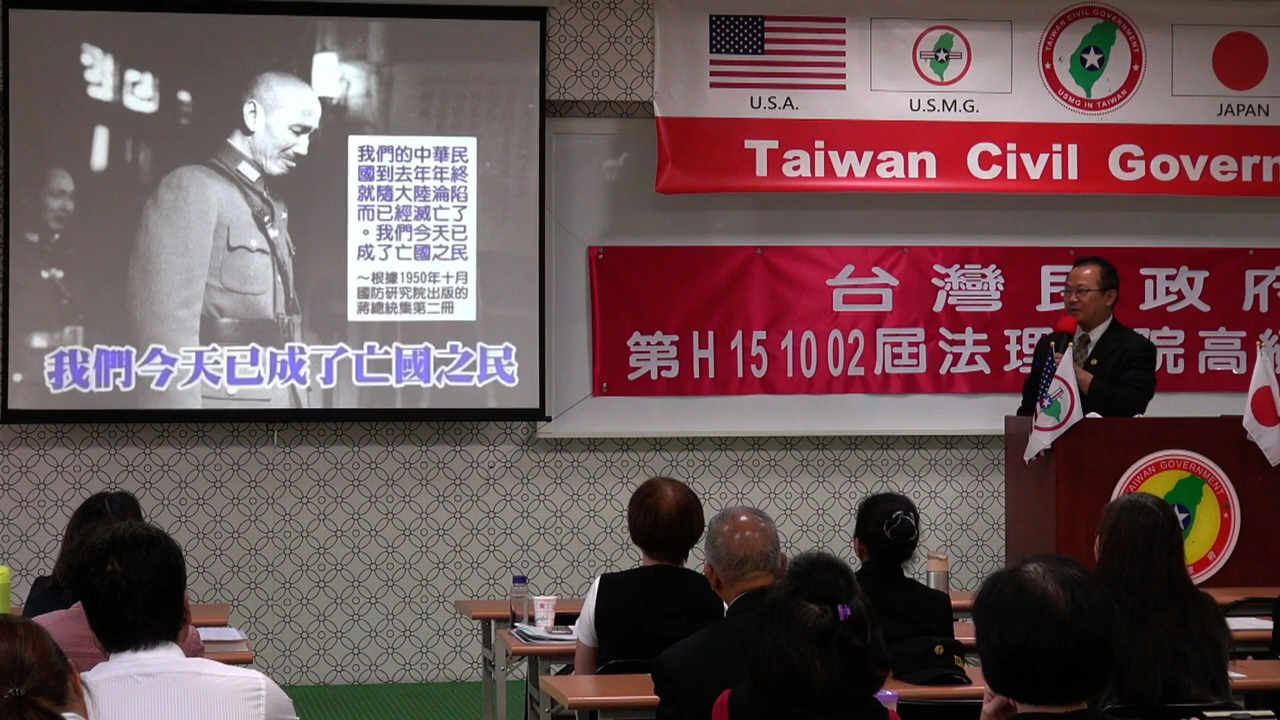 我們的中華民
國到去年年終
就隨大陸淪陷
而已經滅亡了
。我們今天已
成了亡國之民
～根據1950年十月
國防研究院出版的
蔣總統集第二冊
我們今天已成了亡國之民
U.S.A.
U.S.M.G.
TAIWAN CIVIL GOVERNMENT
USMG IN TAIWAN
JAPAN
Taiwan Civil Govern
台灣民政府
第H151002屆法理 院高
TAIWAN GOVERNMENT